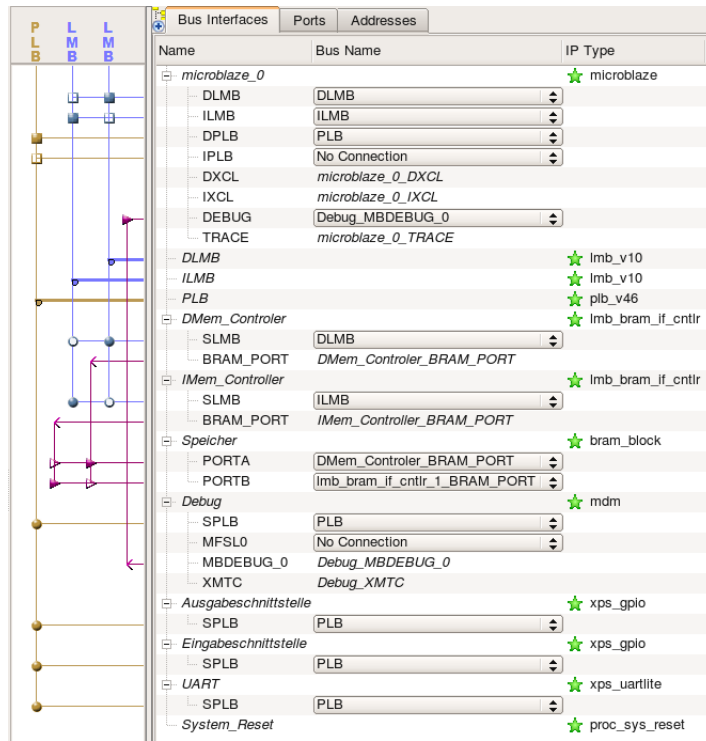 Bus Interfaces Ports Addresses
PLB LMB LMB
Name Bus Name IP Type
microblaze_0 microblaze
DLMB DLMB
ILMB ILMB
DPLB PLB
IPLB No Connection
DXCL microblaze_0_DXCL
IXCL microblaze_0_IXCL
DEBUG Debug_MBDEBUG_0
TRACE microblaze_0_TRACE
DLMB lmb_v10
ILMB lmb_v10
PLB plb_v46
DMem_Controler lmb_bram_if_cntlr
SLMB DLMB
BRAM_PORT DMem_Controler_BRAM_PORT
IMem_Controller lmb_bram_if_cntlr
SLMB ILMB
BRAM_PORT IMem_Controller_BRAM_PORT
Speicher bram_block
PORTA DMem_Controler_BRAM_PORT
PORTB lmb_bram_if_cntlr_1_BRAM_PORT
Debug mdm
SPLB PLB
MFSL0 No Connection
MBDEBUG_0 Debug_MBDEBUG_0
XMTC Debug_XMTC
Ausgabeschnittstelle xps_gpio
SPLB PLB
Eingabeschnittstelle xps_gpio
SPLB PLB
UART xps_uartlite
SPLB PLB
System_Reset proc_sys_reset